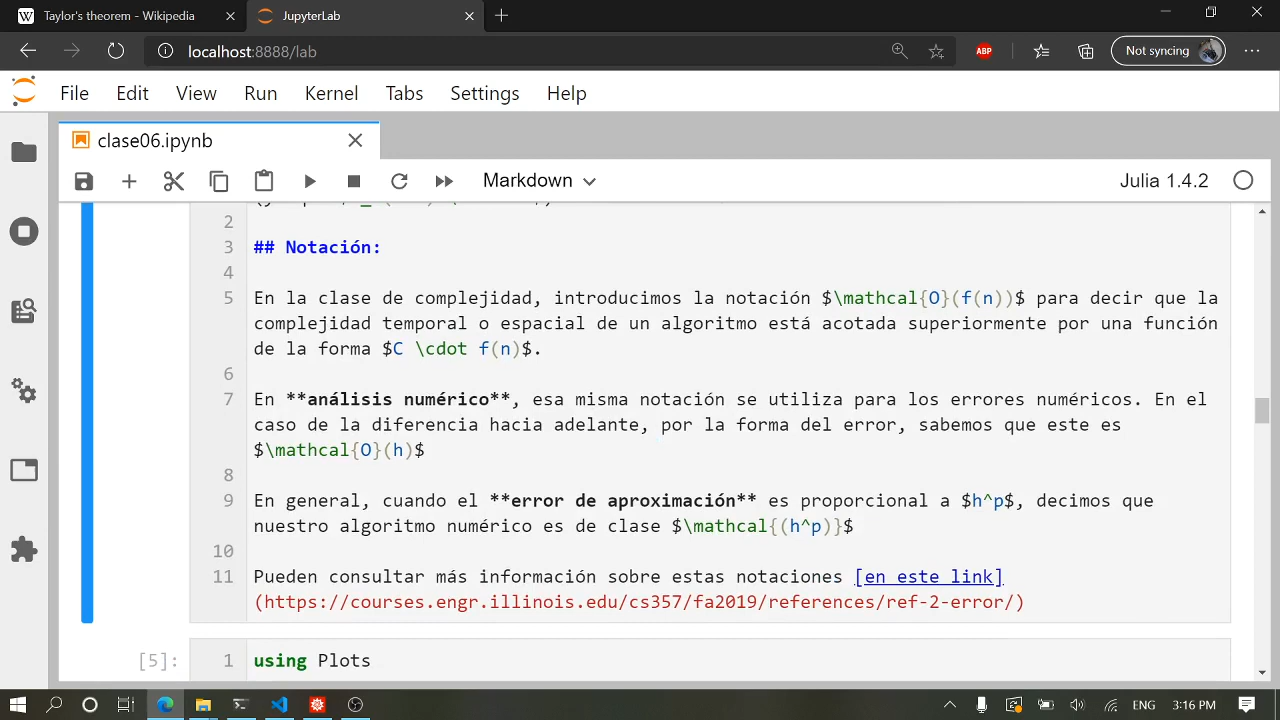 Taylor's theorem - Wikipedia
JupyterLab
localhost:8888/lab
ABP
Not syncing
File Edit View Run Kernel Tabs Settings Help
clase06.ipynb
Markdown
Julia 1.4.2
2
3 ## Notación:
4
5 En la clase de complejidad, introducimos la notación $\mathcal{O}(f(n))$ para decir que la
complejidad temporal o espacial de un algoritmo está acotada superiormente por una función
de la forma $C \cdot f(n)$.
6
7 En **análisis numérico**, esa misma notación se utiliza para los errores numéricos. En el
caso de la diferencia hacia adelante, por la forma del error, sabemos que este es
$\mathcal{O}(h)$
8
9 En general, cuando el **error de aproximación** es proporcional a $h^p$, decimos que
nuestro algoritmo numérico es de clase $\mathcal{(h^p)}$
10
11 Pueden consultar más información sobre estas notaciones [en este link]
(https://courses.engr.illinois.edu/cs357/fa2019/references/ref-2-error/)
[5]: 1 using Plots
ENG 3:16 PM